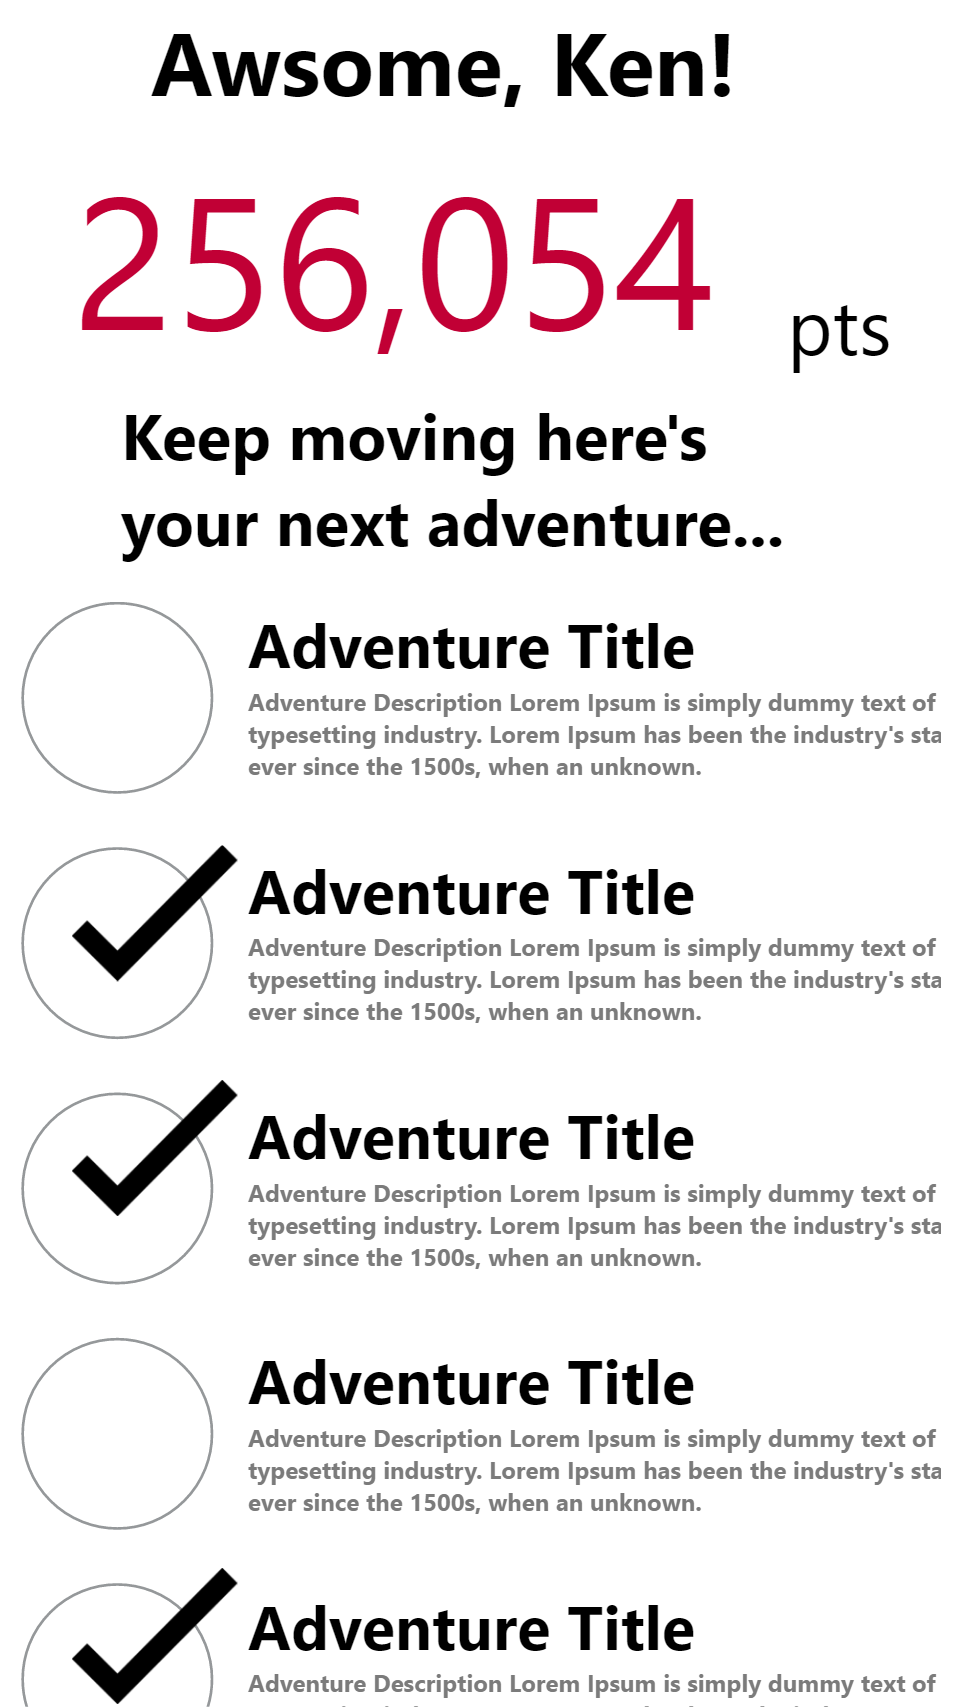 Awsome, Ken!
256,054 pts
Keep moving here's
your next adventure...
Adventure Title
Adventure Description Lorem Ipsum is simply dummy text of
typesetting industry. Lorem Ipsum has been the industry's sta
ever since the 1500s, when an unknown.
Adventure Title
Adventure Description Lorem Ipsum is simply dummy text of
typesetting industry. Lorem Ipsum has been the industry's sta
ever since the 1500s, when an unknown.
Adventure Title
Adventure Description Lorem Ipsum is simply dummy text of
typesetting industry. Lorem Ipsum has been the industry's sta
ever since the 1500s, when an unknown.
Adventure Title
Adventure Description Lorem Ipsum is simply dummy text of
typesetting industry. Lorem Ipsum has been the industry's sta
ever since the 1500s, when an unknown.
Adventure Title
Adventure Description Lorem Ipsum is simply dummy text of